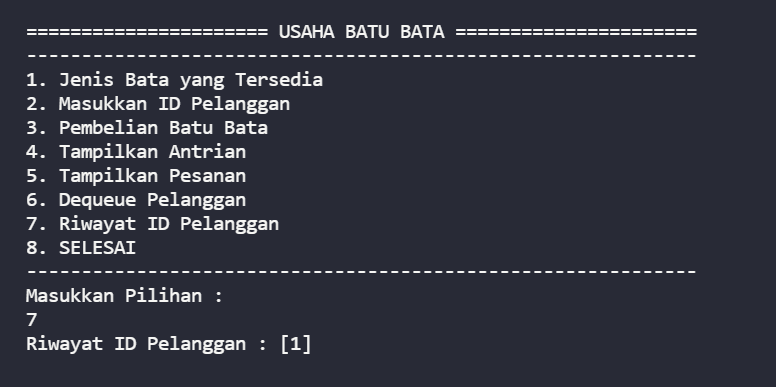 ====================== USAHA BATU BATA ======================
-------------------------------------------------------------
1. Jenis Bata yang Tersedia
2. Masukkan ID Pelanggan
3. Pembelian Batu Bata
4. Tampilkan Antrian
5. Tampilkan Pesanan
6. Dequeue Pelanggan
7. Riwayat ID Pelanggan
8. SELESAI
-------------------------------------------------------------
Masukkan Pilihan :
7
Riwayat ID Pelanggan : [1]